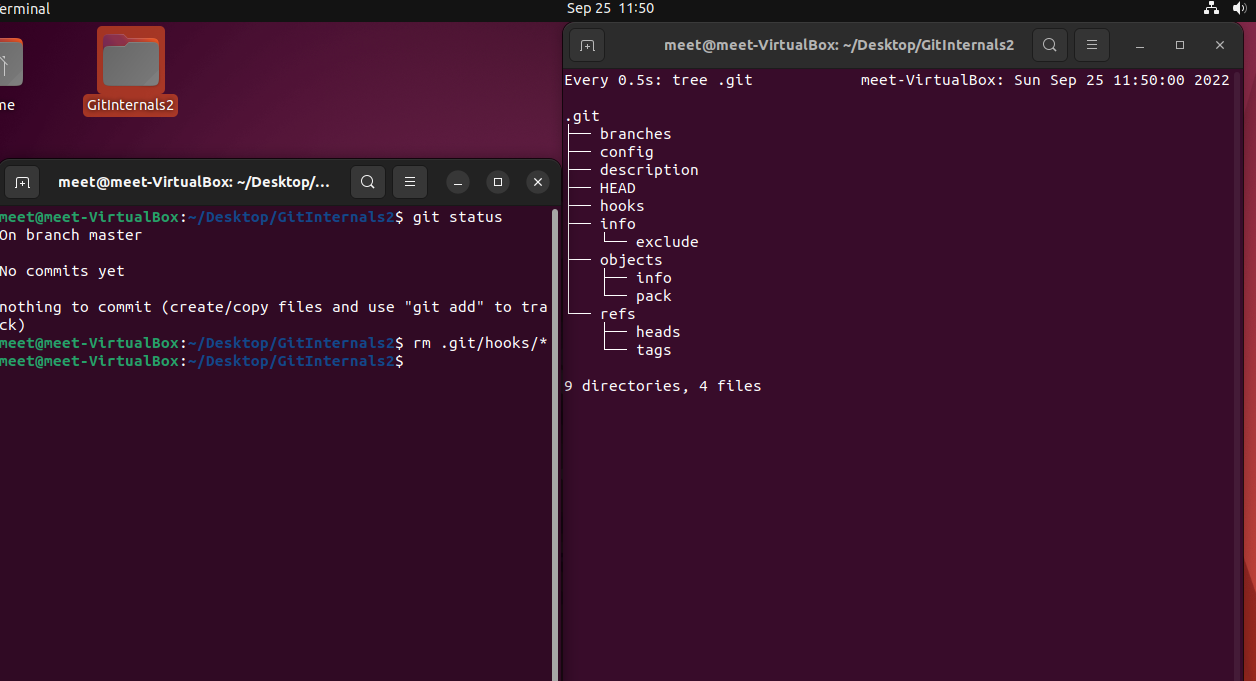 erminal
Sep 25 11:50
me
GitInternals2
meet@meet-VirtualBox: ~/Desktop/...
meet@meet-VirtualBox:~/Desktop/GitInternals2$ git status
On branch master
No commits yet
nothing to commit (create/copy files and use "git add" to tra
ck)
meet@meet-VirtualBox:~/Desktop/GitInternals2$ rm .git/hooks/*
meet@meet-VirtualBox:~/Desktop/GitInternals2$
meet@meet-VirtualBox: ~/Desktop/GitInternals2
Every 0.5s: tree .git meet-VirtualBox: Sun Sep 25 11:50:00 2022
.git
├── branches
├── config
├── description
├── HEAD
├── hooks
├── info
│   └── exclude
├── objects
│   ├── info
│   └── pack
└── refs
    ├── heads
    └── tags
9 directories, 4 files